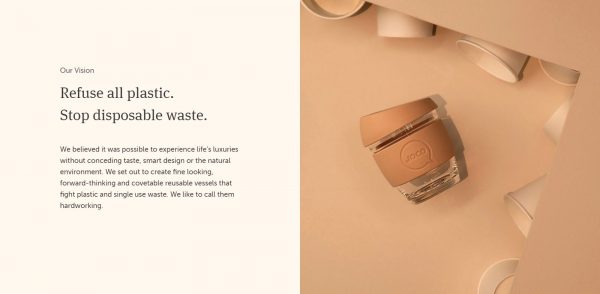 Our Vision
Refuse all plastic.
Stop disposable waste.
We believed it was possible to experience life's luxuries
without conceding taste, smart design or the natural
environment. We set out to create fine looking,
forward-thinking and covetable reusable vessels that
fight plastic and single use waste. We like to call them
hardworking.
JOCO